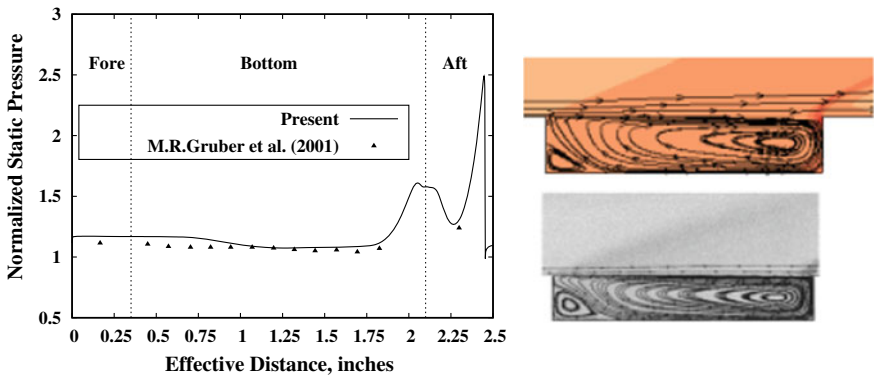 Normalized Static Pressure
3
2.5
2
1.5
1
0.5
Fore
Bottom
Aft
Present
M.R.Gruber et al. (2001)
0 0.25 0.5 0.75 1 1.25 1.5 1.75 2 2.25 2.5
Effective Distance, inches